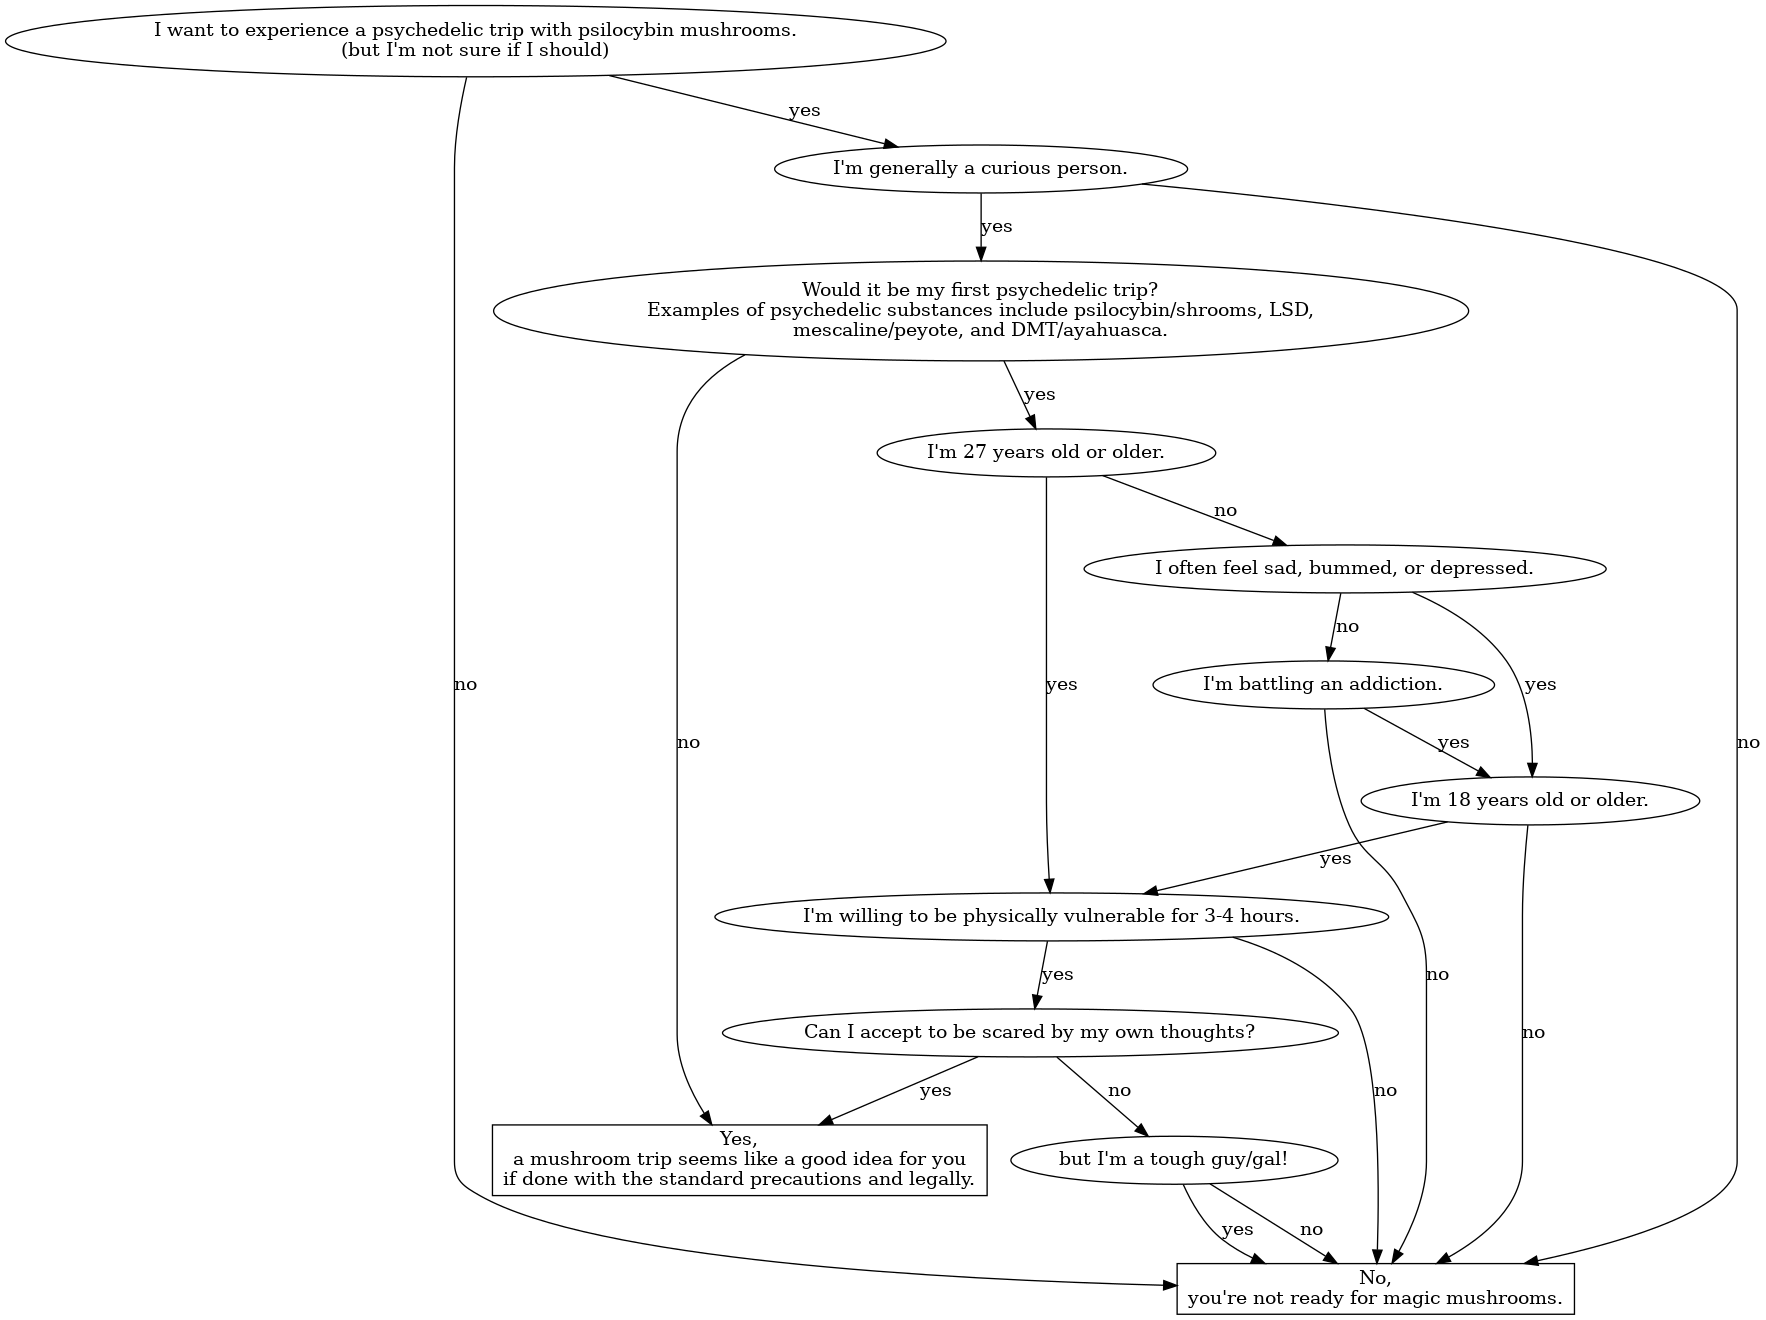 I want to experience a psychedelic trip with psilocybin mushrooms.
(but I'm not sure if I should)
yes
I'm generally a curious person.
yes
Would it be my first psychedelic trip?
Examples of psychedelic substances include psilocybin/shrooms, LSD,
mescaline/peyote, and DMT/ayahuasca.
yes
I'm 27 years old or older.
no
I often feel sad, bummed, or depressed.
no
no
yes
I'm battling an addiction.
yes
no
yes
yes
no
I'm 18 years old or older.
yes
I'm willing to be physically vulnerable for 3-4 hours.
yes
no
Can I accept to be scared by my own thoughts?
no
yes
no
no
Yes,
a mushroom trip seems like a good idea for you
if done with the standard precautions and legally.
but I'm a tough guy/gal!
yes
no
No,
you're not ready for magic mushrooms.